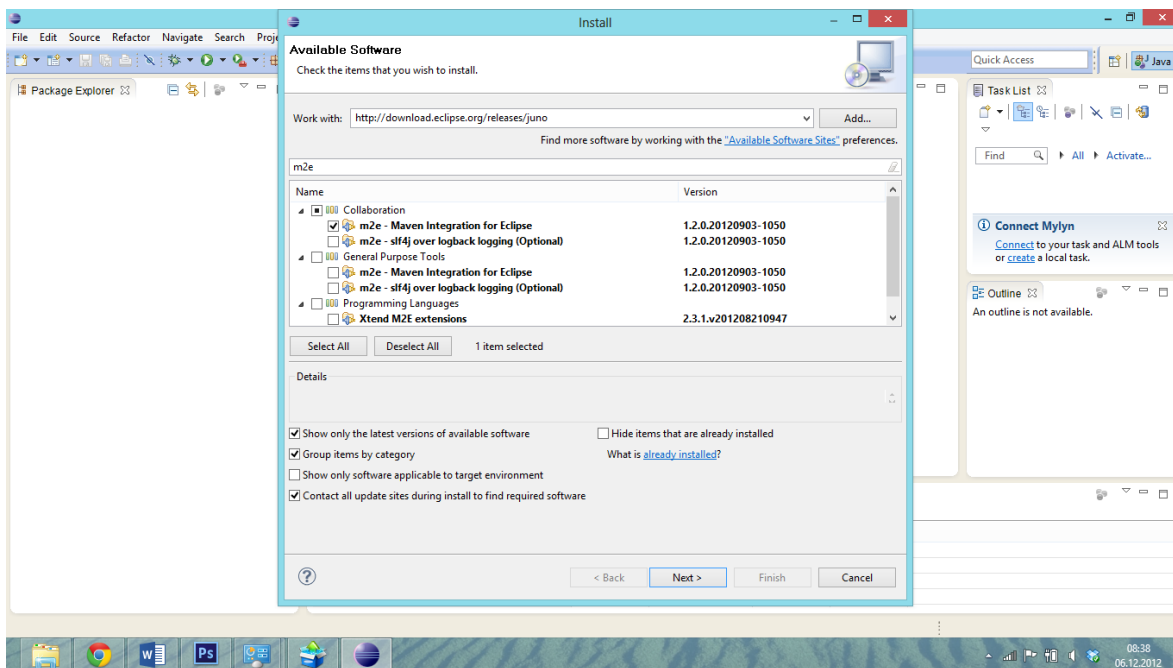 Install
File Edit Source Refactor Navigate Search Proje
Quick Access
Java
Package Explorer
Available Software
Check the items that you wish to install.
Work with: http://download.eclipse.org/releases/juno Add...
Find more software by working with the "Available Software Sites" preferences.
m2e
Name Version
Collaboration
m2e - Maven Integration for Eclipse 1.2.0.20120903-1050
m2e - slf4j over logback logging (Optional) 1.2.0.20120903-1050
General Purpose Tools
m2e - Maven Integration for Eclipse 1.2.0.20120903-1050
m2e - slf4j over logback logging (Optional) 1.2.0.20120903-1050
Programming Languages
Xtend M2E extensions 2.3.1.v201208210947
Select All Deselect All 1 item selected
Details
Show only the latest versions of available software
Hide items that are already installed
Group items by category
What is already installed?
Show only software applicable to target environment
Contact all update sites during install to find required software
< Back Next > Finish Cancel
Task List
Find All Activate...
Connect Mylyn
Connect to your task and ALM tools
or create a local task.
Outline
An outline is not available.
W Ps
08:38
06.12.2012